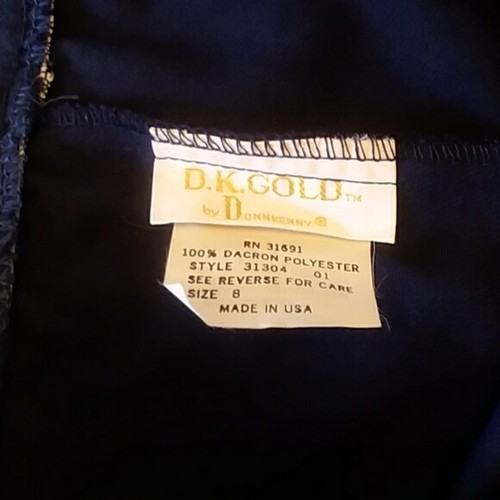 D.K.GOLD™
by DONNKENNY®
RN 31691
100% DACRON POLYESTER
STYLE 31304 01
SEE REVERSE FOR CARE
SIZE 8
MADE IN USA